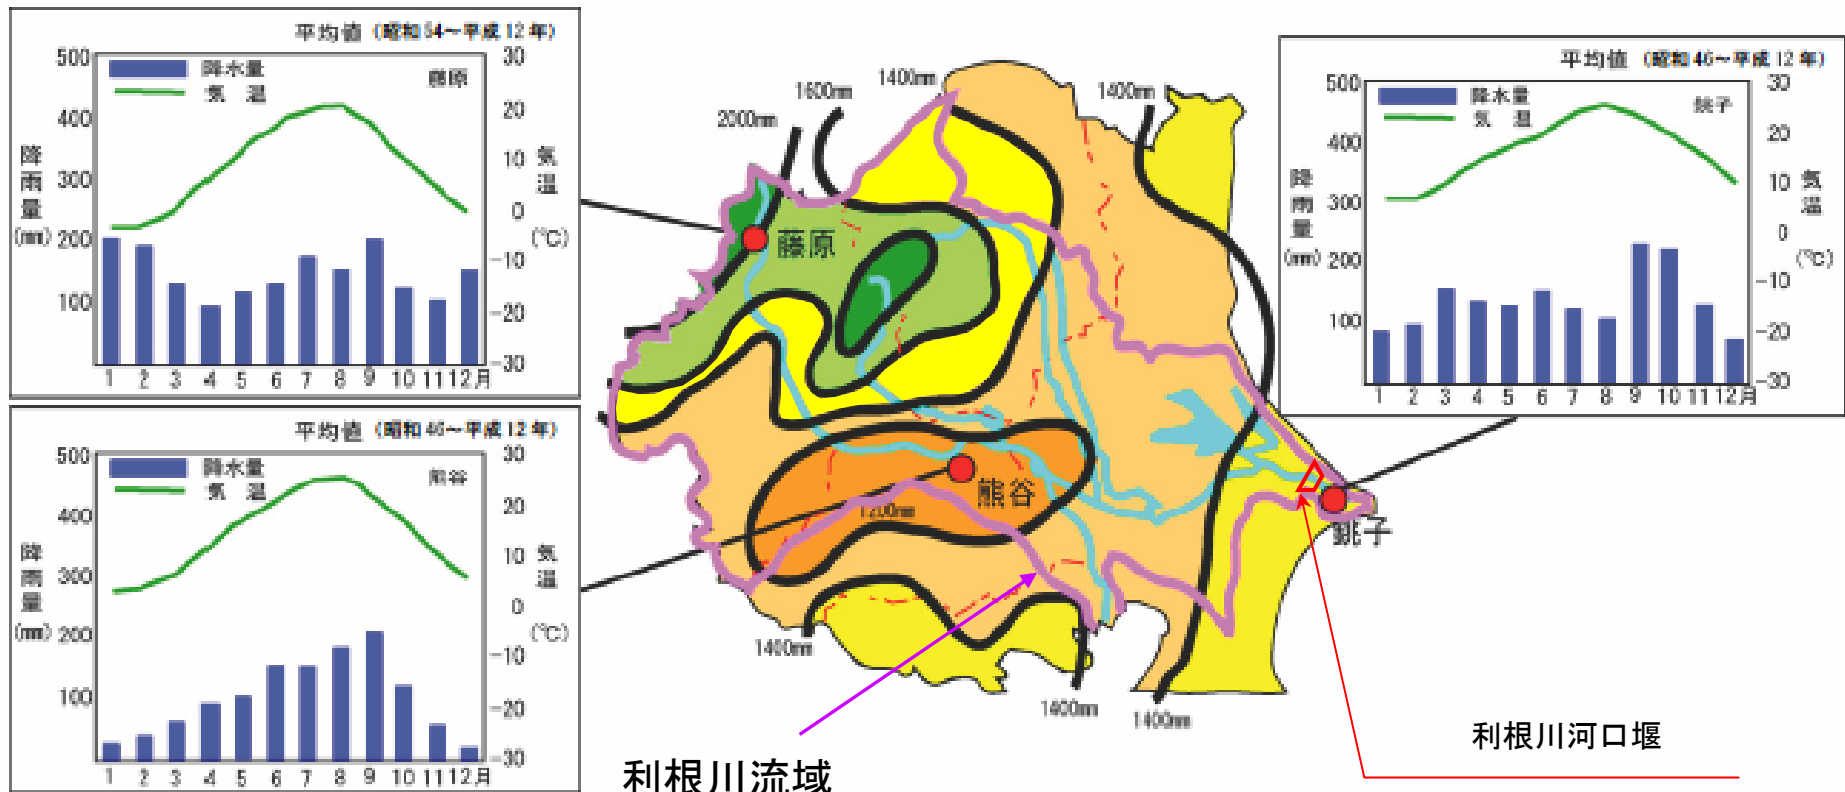 平均値 (昭和54～平成12年)
500
30
降水量
藤原
気 温
400
20
降雨量
(mm)
300
10
気温
(℃)
200
0
-10
100
-20
-30
1 2 3 4 5 6 7 8 9 10 11 12月
平均値 (昭和46～平成12年)
500
30
降水量
熊谷
気 温
400
20
降雨量
(mm)
300
10
気温
(℃)
200
0
-10
100
-20
-30
1 2 3 4 5 6 7 8 9 10 11 12月
2000mm
1600mm
1400mm
1400mm
藤原
熊谷
1200mm
銚子
1400mm
1400mm
1400mm
利根川流域
利根川河口堰
平均値 (昭和46～平成12年)
500
30
降水量
銚子
気 温
400
20
降雨量
(mm)
300
10
気温
(℃)
200
0
-10
100
-20
-30
1 2 3 4 5 6 7 8 9 10 11 12月